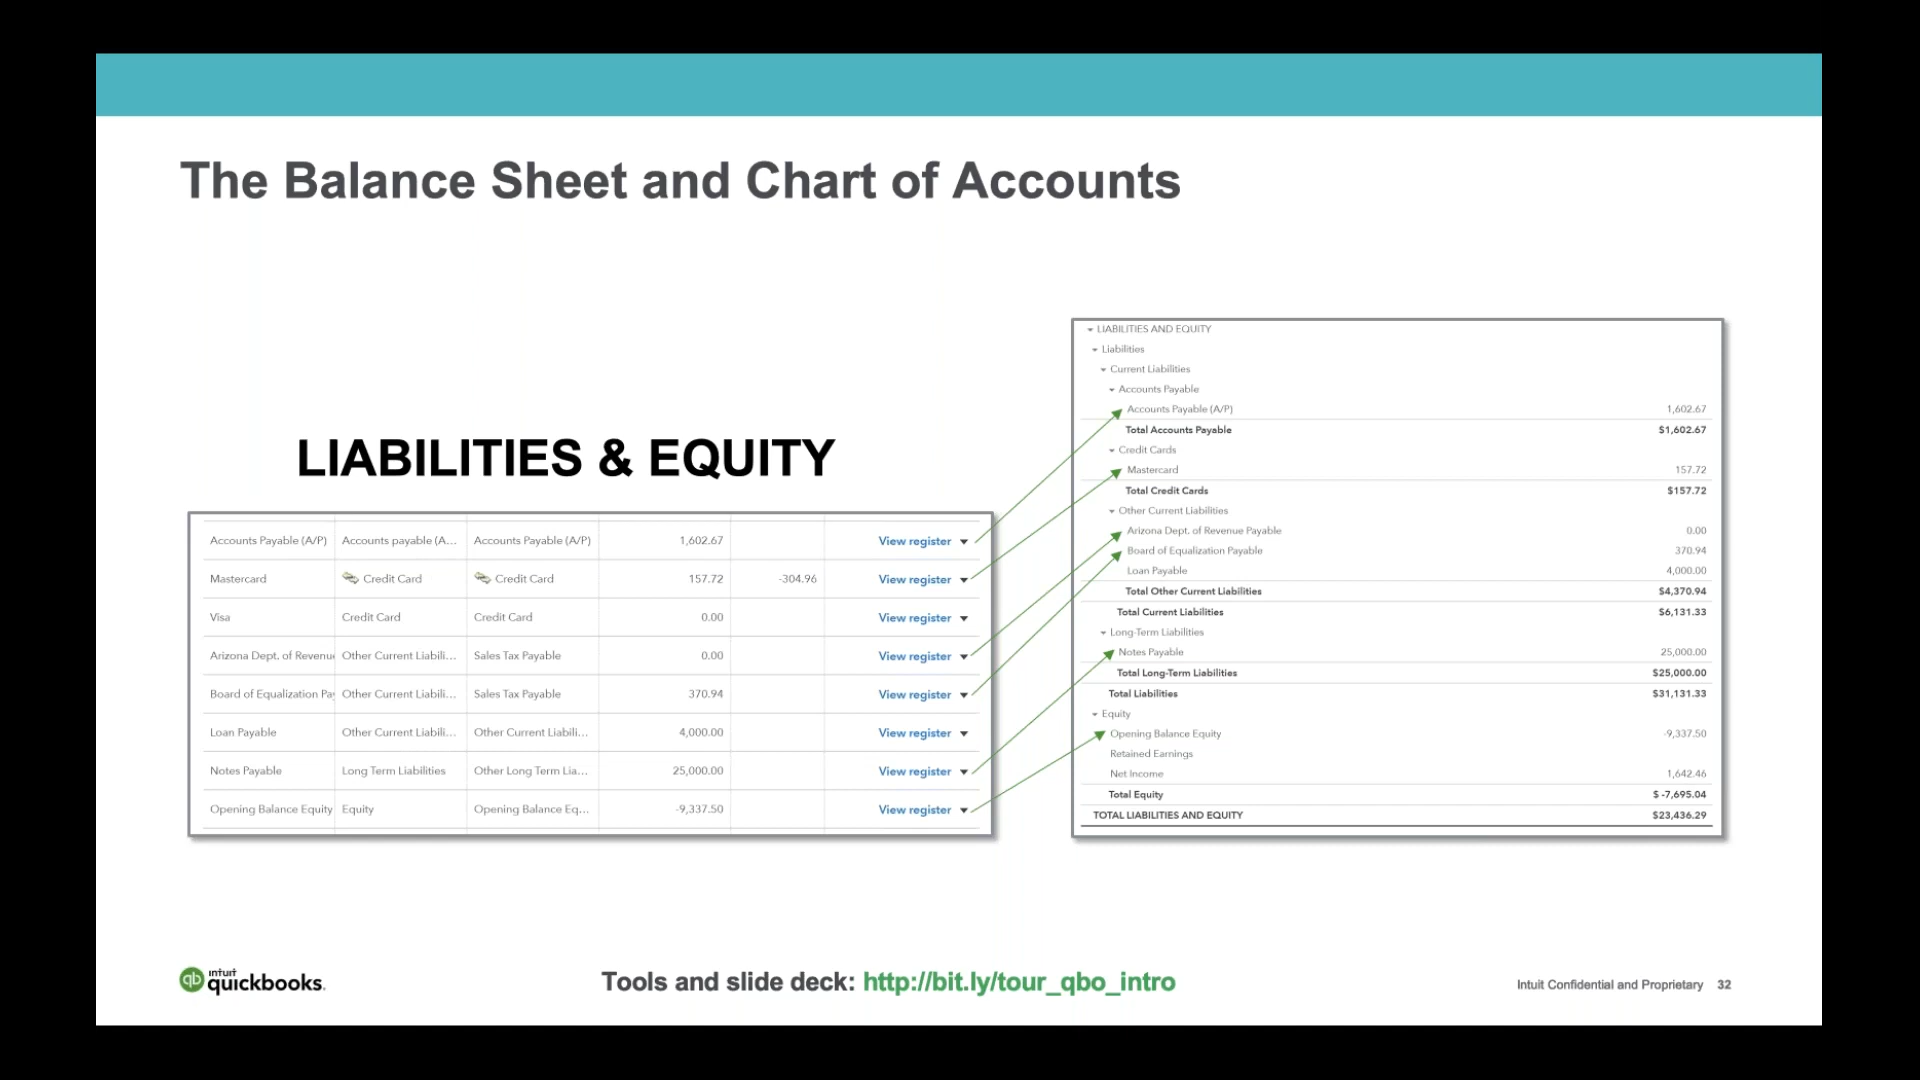 The Balance Sheet and Chart of Accounts
LIABILITIES & EQUITY
Accounts Payable (A/P) Accounts payable (A... Accounts Payable (A/P) 1,602.67 View register
Mastercard Credit Card Credit Card 157.72 -304.96 View register
Visa Credit Card Credit Card 0.00 View register
Arizona Dept. of Revenu Other Current Liabili... Sales Tax Payable 0.00 View register
Board of Equalization Pay Other Current Liabili... Sales Tax Payable 370.94 View register
Loan Payable Other Current Liabili... Other Current Liabili... 4,000.00 View register
Notes Payable Long Term Liabilities Other Long Term Lia... 25,000.00 View register
Opening Balance Equity Equity Opening Balance Eq... -9,337.50 View register
LIABILITIES AND EQUITY
Liabilities
Current Liabilities
Accounts Payable
Accounts Payable (A/P) 1,602.67
Total Accounts Payable $1,602.67
Credit Cards
Mastercard 157.72
Total Credit Cards $157.72
Other Current Liabilities
Arizona Dept. of Revenue Payable 0.00
Board of Equalization Payable 370.94
Loan Payable 4,000.00
Total Other Current Liabilities $4,370.94
Total Current Liabilities $6,131.33
Long-Term Liabilities
Notes Payable 25,000.00
Total Long-Term Liabilities $25,000.00
Total Liabilities $31,131.33
Equity
Opening Balance Equity -9,337.50
Retained Earnings
Net Income 1,642.46
Total Equity $ -7,695.04
TOTAL LIABILITIES AND EQUITY $23,436.29
qb intuit quickbooks.
Tools and slide deck: http://bit.ly/tour_qbo_intro
Intuit Confidential and Proprietary 32